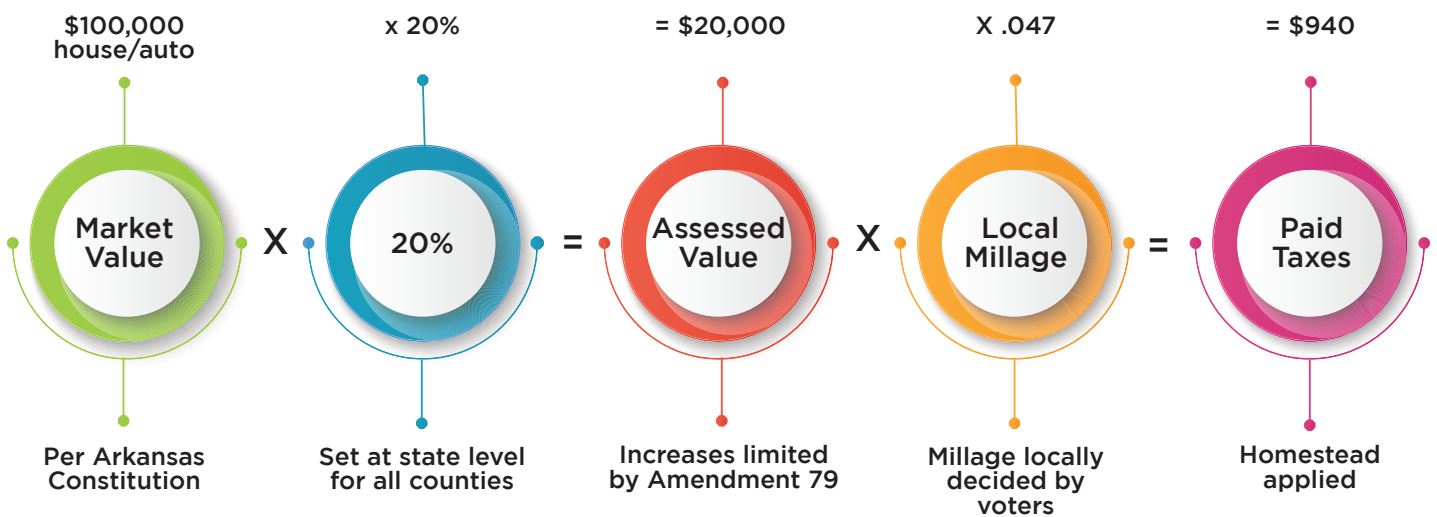 $100,000
house/auto
x 20%
= $20,000
X .047
= $940
Market
Value
X
20%
=
Assessed
Value
X
Local
Millage
=
Paid
Taxes
Per Arkansas
Constitution
Set at state level
for all counties
Increases limited
by Amendment 79
Millage locally
decided by
voters
Homestead
applied